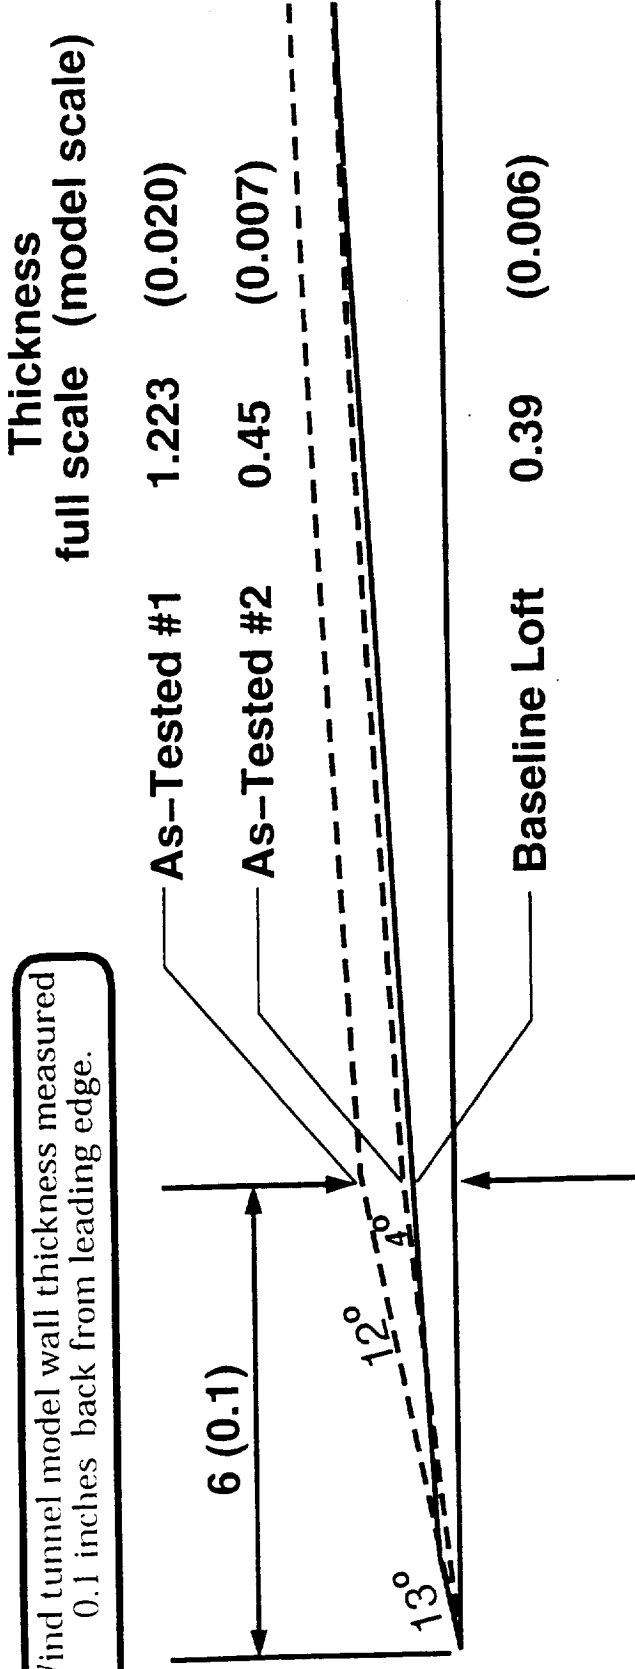 Thickness
full scale (model scale)
As–Tested #1 1.223 (0.020)
As–Tested #2 0.45 (0.007)
Baseline Loft 0.39 (0.006)
tunnel model wall thickness measured
0.1 inches back from leading edge.
6 (0.1)
13°
12°
4°